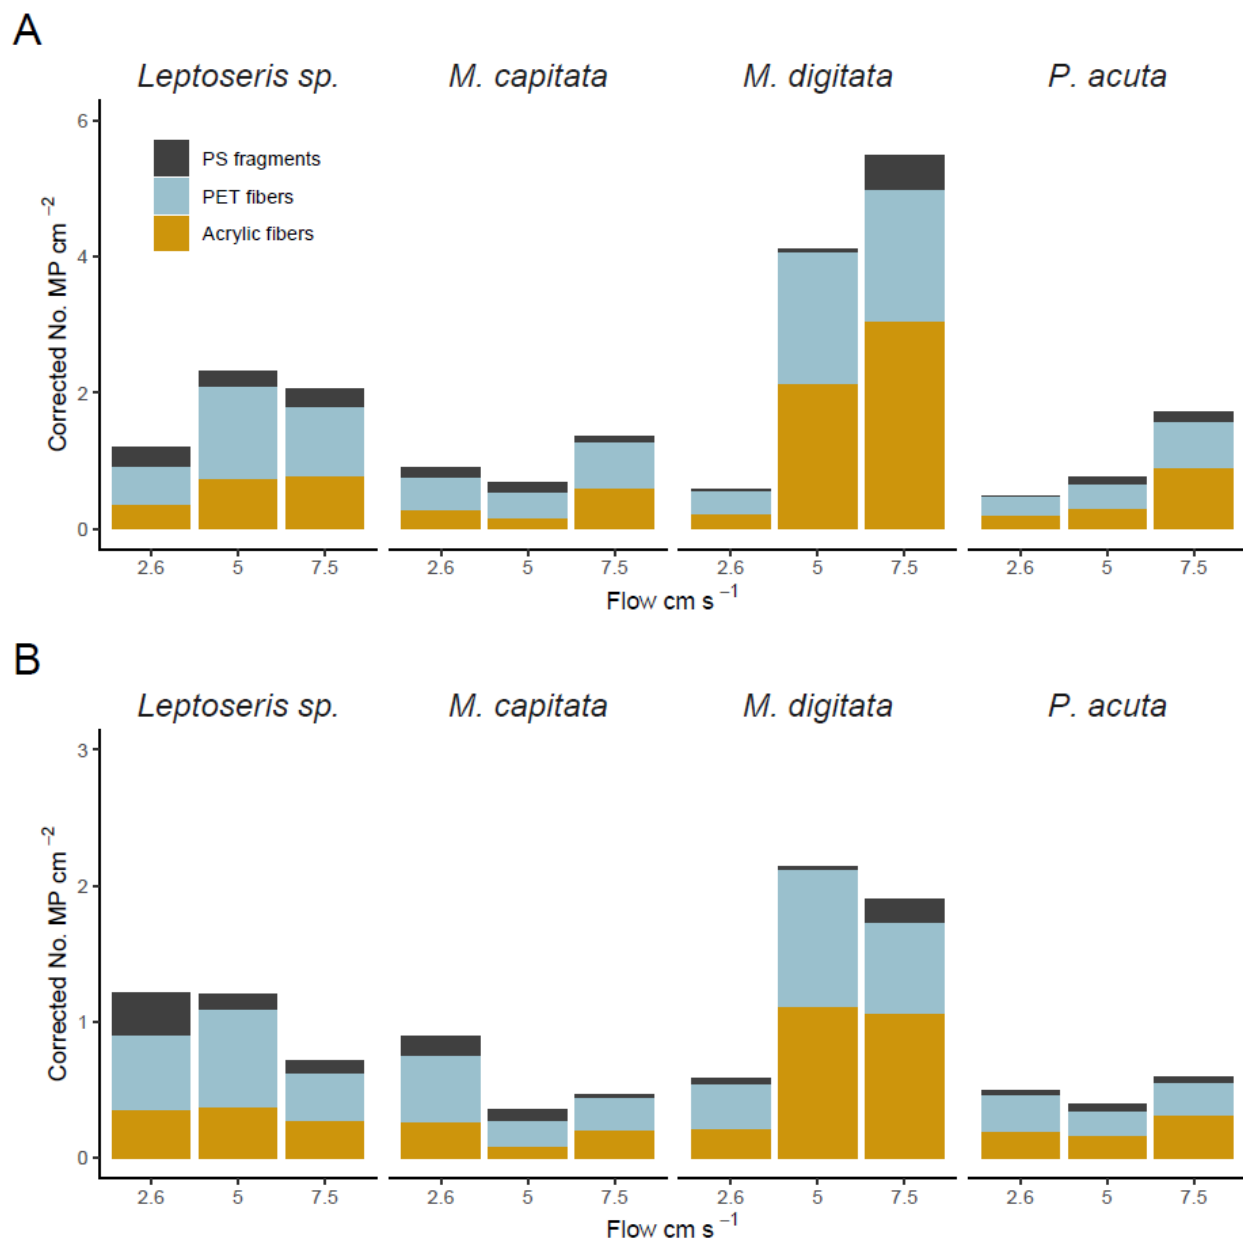 A
Leptoseris sp. M. capitata M. digitata P. acuta
6
4
2
0
Corrected No. MP cm⁻²
PS fragments
PET fibers
Acrylic fibers
2.6 5 7.5 2.6 5 7.5 2.6 5 7.5 2.6 5 7.5
Flow cm s⁻¹
B
Leptoseris sp. M. capitata M. digitata P. acuta
3
2
1
0
Corrected No. MP cm⁻²
2.6 5 7.5 2.6 5 7.5 2.6 5 7.5 2.6 5 7.5
Flow cm s⁻¹